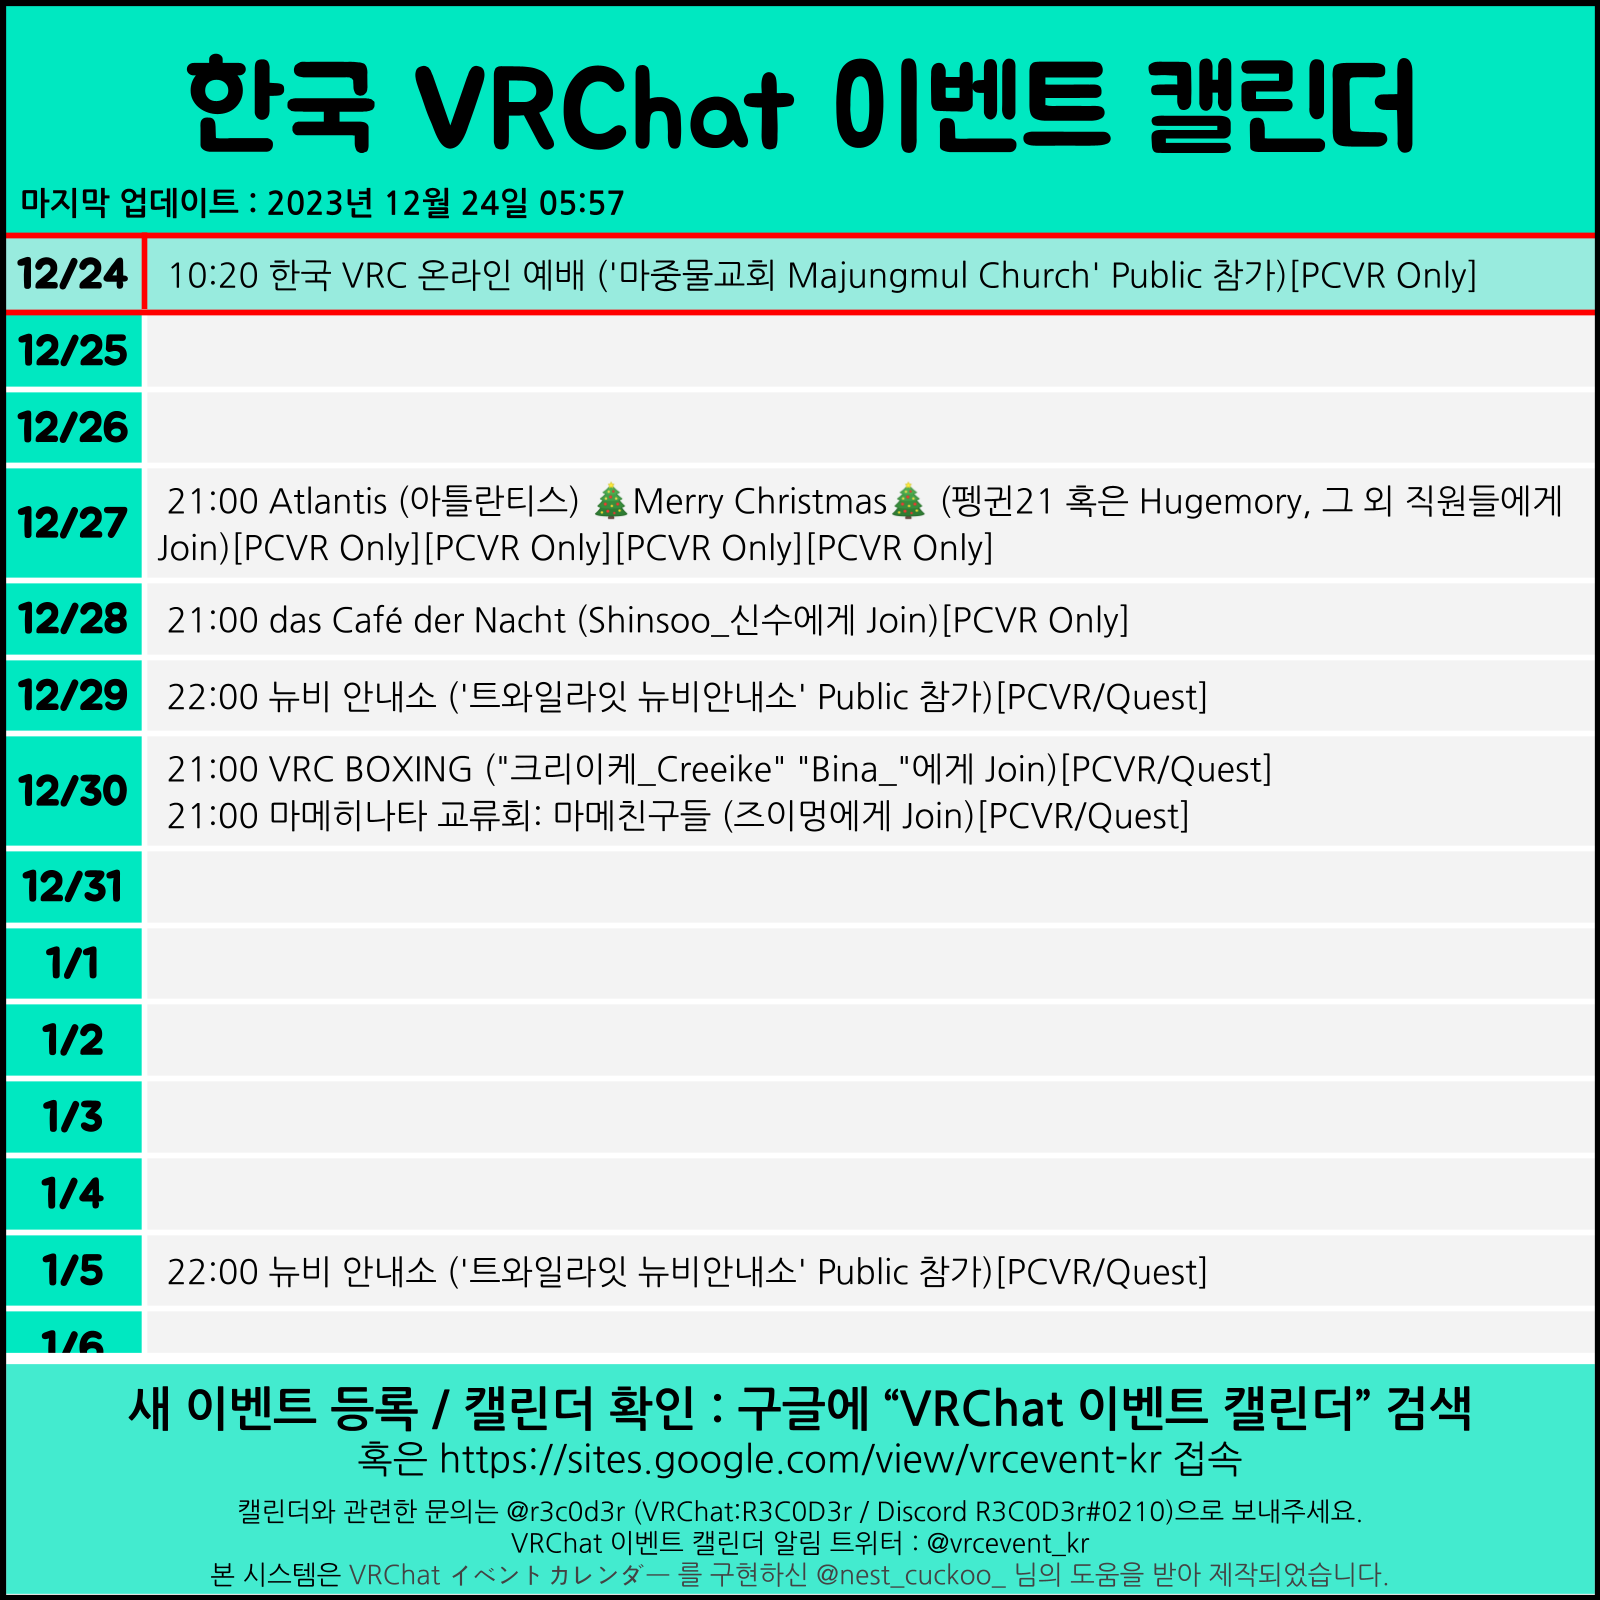 한국 VRChat 이벤트 캘린더
마지막 업데이트 : 2023년 12월 24일 05:57
12/24 10:20 한국 VRC 온라인 예배 ('마중물교회 Majungmul Church' Public 참가)[PCVR Only]
12/25
12/26
12/27 21:00 Atlantis (아틀란티스) 🎄Merry Christmas🎄 (펭귄21 혹은 Hugemory, 그 외 직원들에게
Join)[PCVR Only][PCVR Only][PCVR Only][PCVR Only]
12/28 21:00 das Café der Nacht (Shinsoo_신수에게 Join)[PCVR Only]
12/29 22:00 뉴비 안내소 ('트와일라잇 뉴비안내소' Public 참가)[PCVR/Quest]
12/30 21:00 VRC BOXING ("크리이케_Creeike" "Bina_"에게 Join)[PCVR/Quest]
21:00 마메히나타 교류회: 마메친구들 (즈이멍에게 Join)[PCVR/Quest]
12/31
1/1
1/2
1/3
1/4
1/5 22:00 뉴비 안내소 ('트와일라잇 뉴비안내소' Public 참가)[PCVR/Quest]
1/6
새 이벤트 등록 / 캘린더 확인 : 구글에 “VRChat 이벤트 캘린더” 검색
혹은 https://sites.google.com/view/vrcevent-kr 접속
캘린더와 관련한 문의는 @r3c0d3r (VRChat:R3C0D3r / Discord R3C0D3r#0210)으로 보내주세요.
VRChat 이벤트 캘린더 알림 트위터 : @vrcevent_kr
본 시스템은 VRChat イベントカレンダー 를 구현하신 @nest_cuckoo_ 님의 도움을 받아 제작되었습니다.